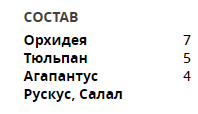 СОСТАВ
Орхидея 7
Тюльпан 5
Агапантус 4
Рускус, Салал